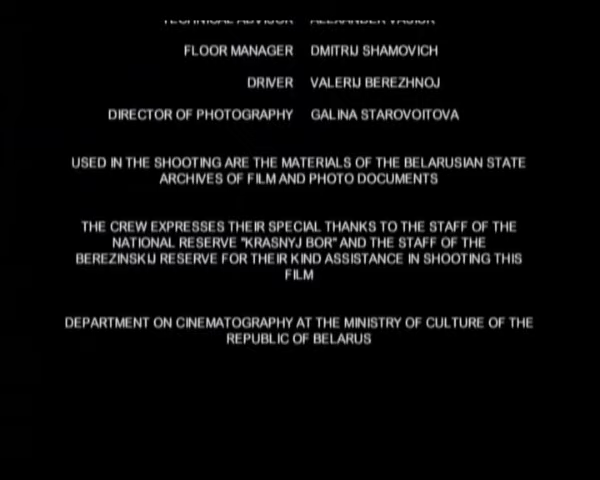 FLOOR MANAGER DMITRIJ SHAMOVICH
DRIVER VALERIJ BEREZHNOJ
DIRECTOR OF PHOTOGRAPHY GALINA STAROVOITOVA
USED IN THE SHOOTING ARE THE MATERIALS OF THE BELARUSIAN STATE
ARCHIVES OF FILM AND PHOTO DOCUMENTS
THE CREW EXPRESSES THEIR SPECIAL THANKS TO THE STAFF OF THE
NATIONAL RESERVE "KRASNYJ BOR" AND THE STAFF OF THE
BEREZINSKIJ RESERVE FOR THEIR KIND ASSISTANCE IN SHOOTING THIS
FILM
DEPARTMENT ON CINEMATOGRAPHY AT THE MINISTRY OF CULTURE OF THE
REPUBLIC OF BELARUS